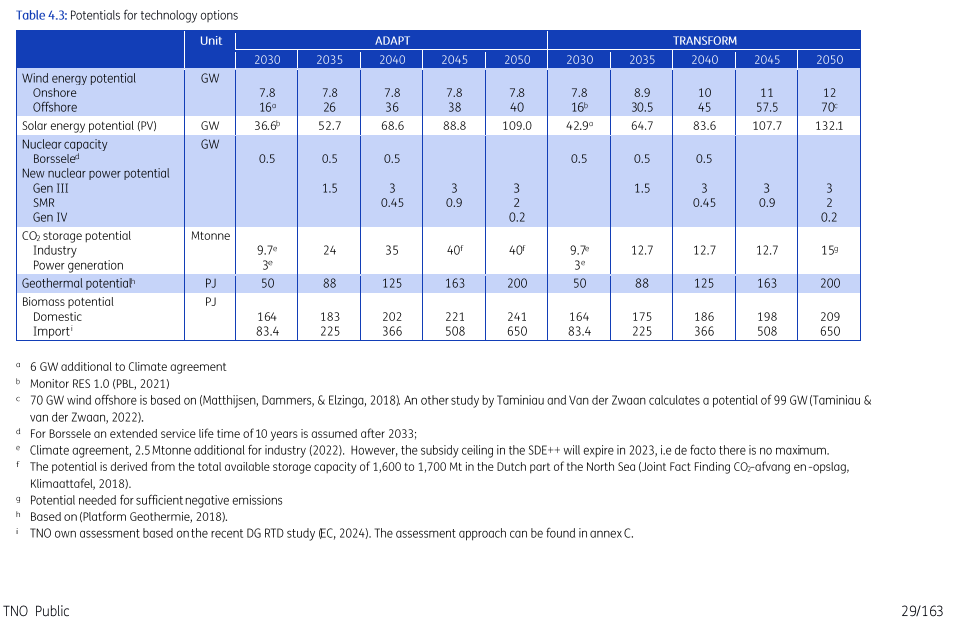 Table 4.3: Potentials for technology options
Unit ADAPT TRANSFORM
2030 2035 2040 2045 2050 2030 2035 2040 2045 2050
Wind energy potential GW
Onshore 7.8 7.8 7.8 7.8 7.8 7.8 8.9 10 11 12
Offshore 16ᵃ 26 36 38 40 16ᵇ 30.5 45 57.5 70ᶜ
Solar energy potential (PV) GW 36.6ᵇ 52.7 68.6 88.8 109.0 42.9ᵃ 64.7 83.6 107.7 132.1
Nuclear capacity GW
Borsseleᵈ 0.5 0.5 0.5 0.5 0.5 0.5
New nuclear power potential
Gen III 1.5 3 3 3 1.5 3 3 3
SMR 0.45 0.9 2 0.45 0.9 2
Gen IV 0.2 0.2
CO₂ storage potential Mtonne
Industry 9.7ᵉ 24 35 40ᶠ 40ᶠ 9.7ᵉ 12.7 12.7 12.7 15ᵍ
Power generation 3ᵉ 3ᵉ
Geothermal potentialʰ PJ 50 88 125 163 200 50 88 125 163 200
Biomass potential PJ
Domestic 164 183 202 221 241 164 175 186 198 209
Importⁱ 83.4 225 366 508 650 83.4 225 366 508 650
ᵃ 6 GW additional to Climate agreement
ᵇ Monitor RES 1.0 (PBL, 2021)
ᶜ 70 GW wind offshore is based on (Matthijsen, Dammers, & Elzinga, 2018). An other study by Taminiau and Van der Zwaan calculates a potential of 99 GW (Taminiau &
van der Zwaan, 2022).
ᵈ For Borssele an extended service life time of 10 years is assumed after 2033;
ᵉ Climate agreement, 2.5 Mtonne additional for industry (2022). However, the subsidy ceiling in the SDE++ will expire in 2023, i.e de facto there is no maximum.
ᶠ The potential is derived from the total available storage capacity of 1,600 to 1,700 Mt in the Dutch part of the North Sea (Joint Fact Finding CO₂-afvang en -opslag,
Klimaattafel, 2018).
ᵍ Potential needed for sufficient negative emissions
ʰ Based on (Platform Geothermie, 2018).
ⁱ TNO own assessment based on the recent DG RTD study (EC, 2024). The assessment approach can be found in annex C.
TNO Public 29/163